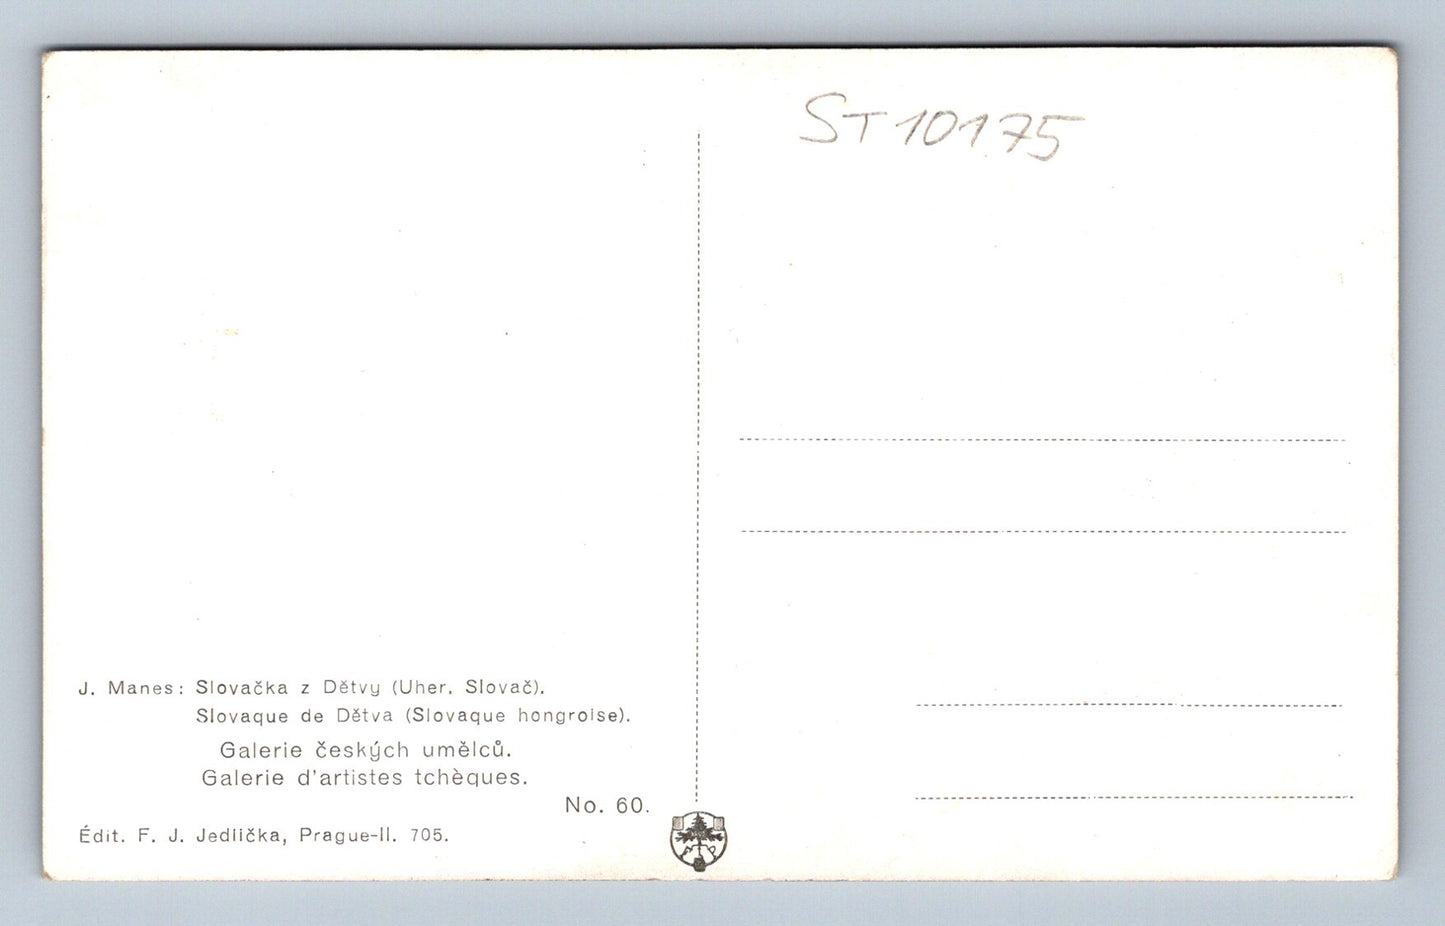 ST10175
J. Manes: Slovačka z Dětvy (Uher. Slovač).
Slovaque de Dětva (Slovaque hongroise).
Galerie českých umělců.
Galerie d'artistes tchèques.
No. 60.
Édit. F. J. Jedlička, Prague-II. 705.